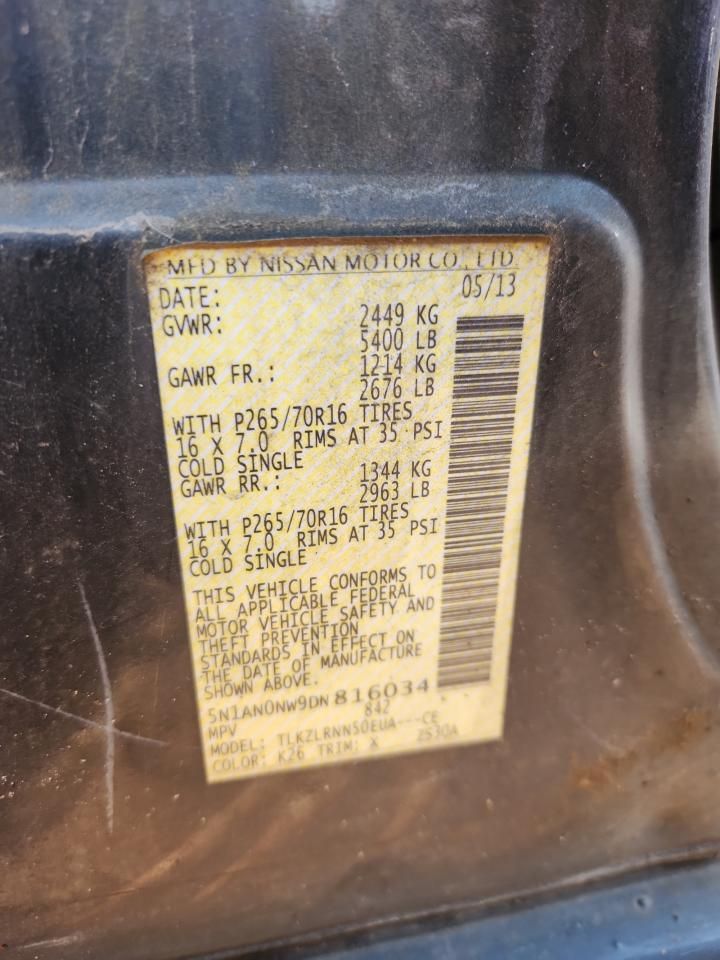 MFD BY NISSAN MOTOR CO., LTD.
DATE: 05/13
GVWR: 2449 KG
5400 LB
GAWR FR.: 1214 KG
2676 LB
WITH P265/70R16 TIRES
16 X 7.0 RIMS AT 35 PSI
COLD SINGLE
GAWR RR.: 1344 KG
2963 LB
WITH P265/70R16 TIRES
16 X 7.0 RIMS AT 35 PSI
COLD SINGLE
THIS VEHICLE CONFORMS TO
ALL APPLICABLE FEDERAL
MOTOR VEHICLE SAFETY AND
THEFT PREVENTION
STANDARDS IN EFFECT ON
THE DATE OF MANUFACTURE
SHOWN ABOVE.
5N1AN0NW9DN 816034
MPV 842
MODEL: TLKZLRNN50EUA---CE
COLOR: K26 TRIM: X 2S30A